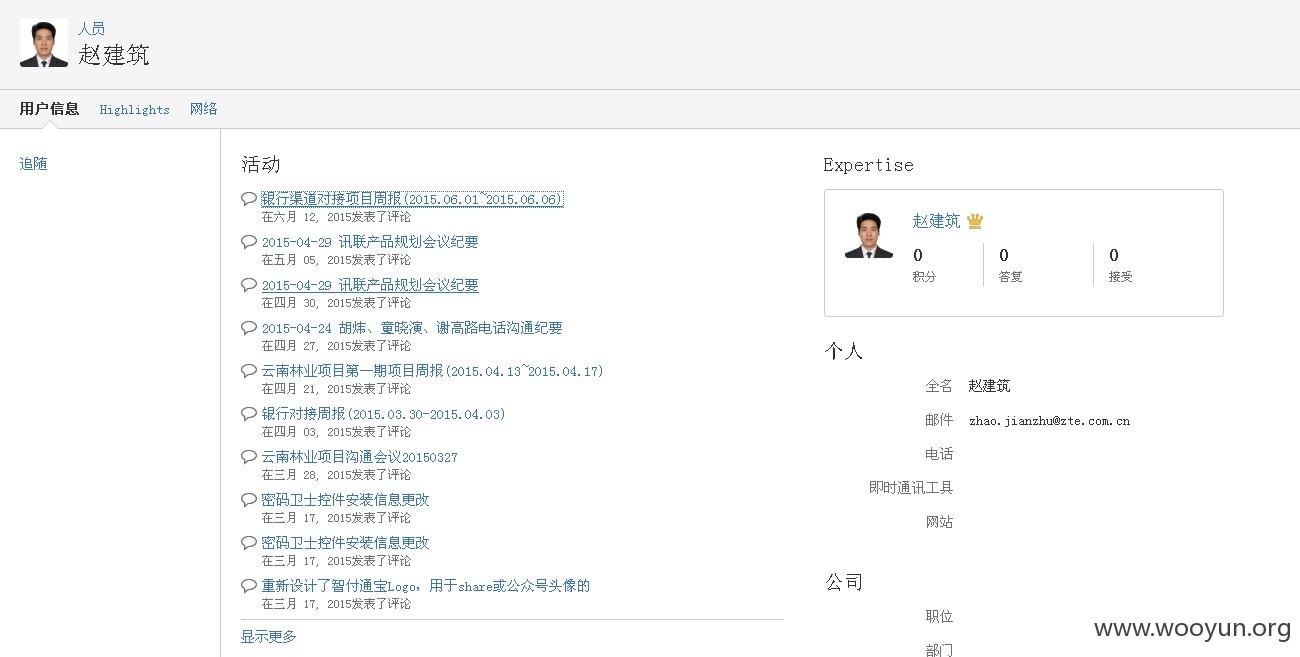 人员
赵建筑
用户信息 Highlights 网络
追随
活动
银行渠道对接项目周报(2015.06.01~2015.06.06)
在六月 12, 2015发表了评论
2015-04-29 讯联产品规划会议纪要
在五月 05, 2015发表了评论
2015-04-29 讯联产品规划会议纪要
在四月 30, 2015发表了评论
2015-04-24 胡炜、童晓演、谢高路电话沟通纪要
在四月 27, 2015发表了评论
云南林业项目第一期项目周报(2015.04.13~2015.04.17)
在四月 21, 2015发表了评论
银行对接周报(2015.03.30-2015.04.03)
在四月 03, 2015发表了评论
云南林业项目沟通会议20150327
在三月 28, 2015发表了评论
密码卫士控件安装信息更改
在三月 17, 2015发表了评论
密码卫士控件安装信息更改
在三月 17, 2015发表了评论
重新设计了智付通宝Logo，用于share或公众号头像的
在三月 17, 2015发表了评论
显示更多
Expertise
赵建筑
0 0 0
积分 答复 接受
个人
全名 赵建筑
邮件 zhao.jianzhu@zte.com.cn
电话
即时通讯工具
网站
公司
职位
部门
www.wooyun.org